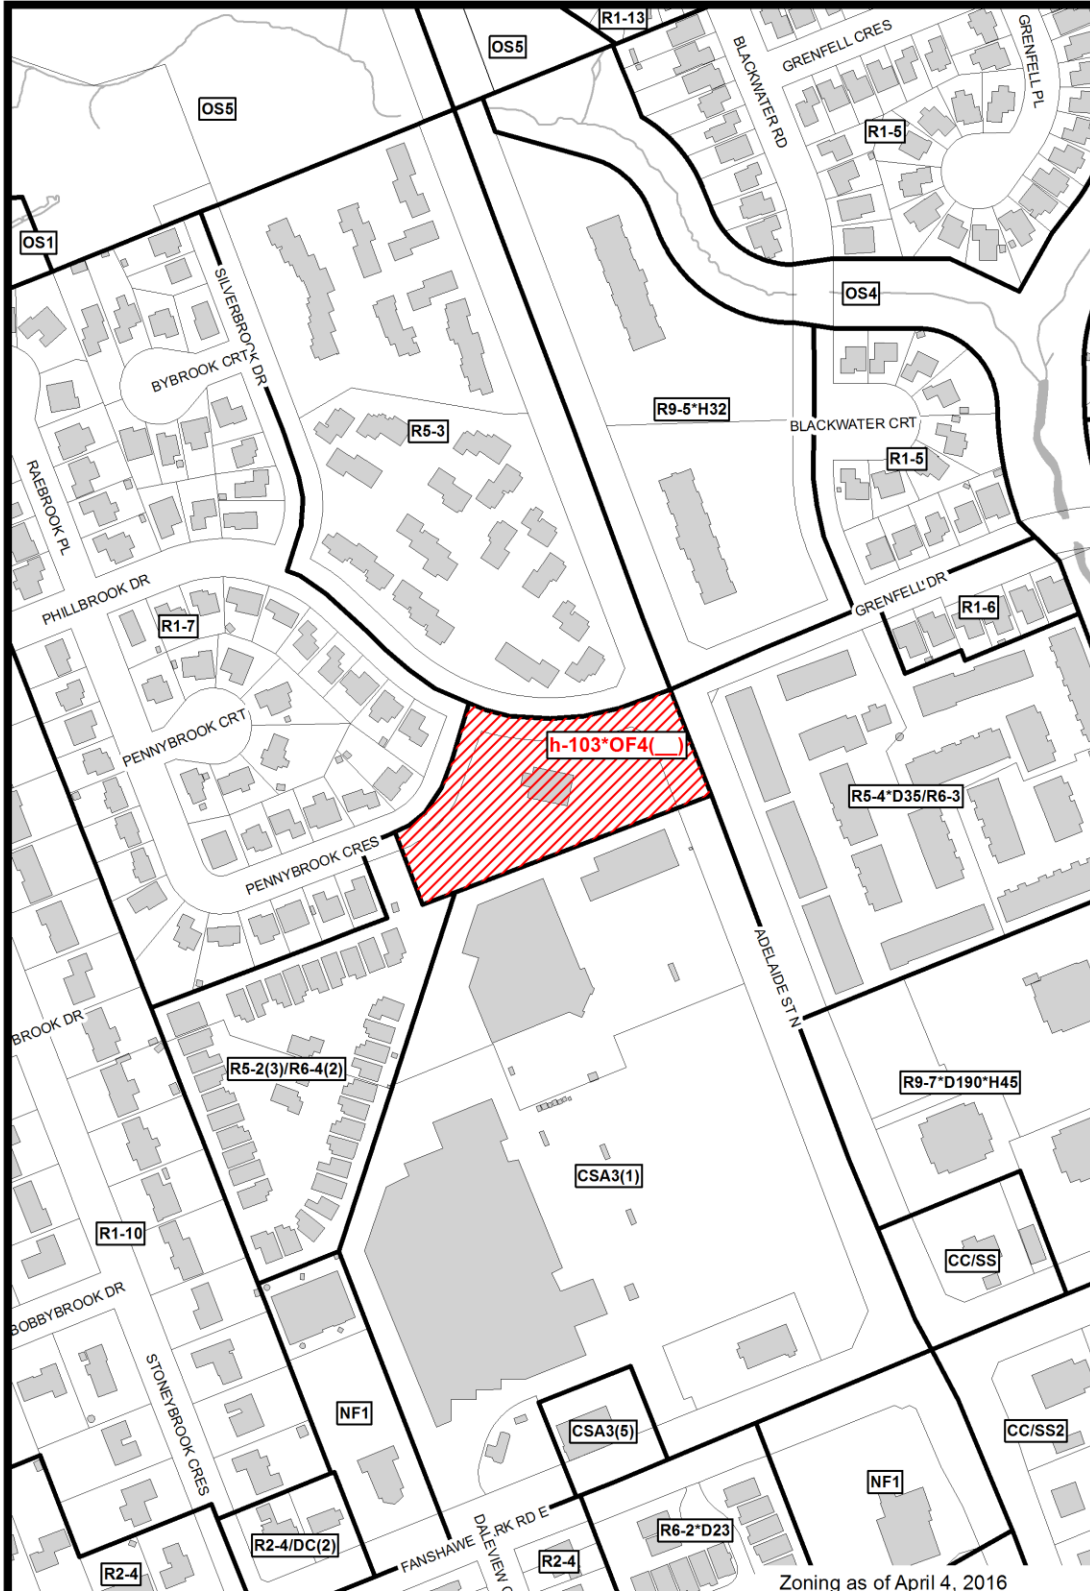 R1-13
OS5
GRENFELL CRES
GRENFELL PL
BLACKWATER RD
OS5
R1-5
OS1
OS4
SILVERBROOK DR
BYBROOK CRT
R9-5*H32
BLACKWATER CRT
R5-3
R1-5
RAEBROOK PL
PHILLBROOK DR
GRENFELL DR
R1-6
R1-7
PENNYBROOK CRT
h-103*OF4(__)
R5-4*D35/R6-3
PENNYBROOK CRES
ADELAIDE ST N
BROOK DR
R5-2(3)/R6-4(2)
R9-7*D190*H45
CSA3(1)
R1-10
CC/SS
BOBBYBROOK DR
STONEYBROOK CRES
NF1
CSA3(5)
CC/SS2
NF1
R6-2*D23
R2-4/DC(2)
FANSHAWE RK RD E
DALEVIEW C
R2-4
R2-4
Zoning as of April 4, 2016